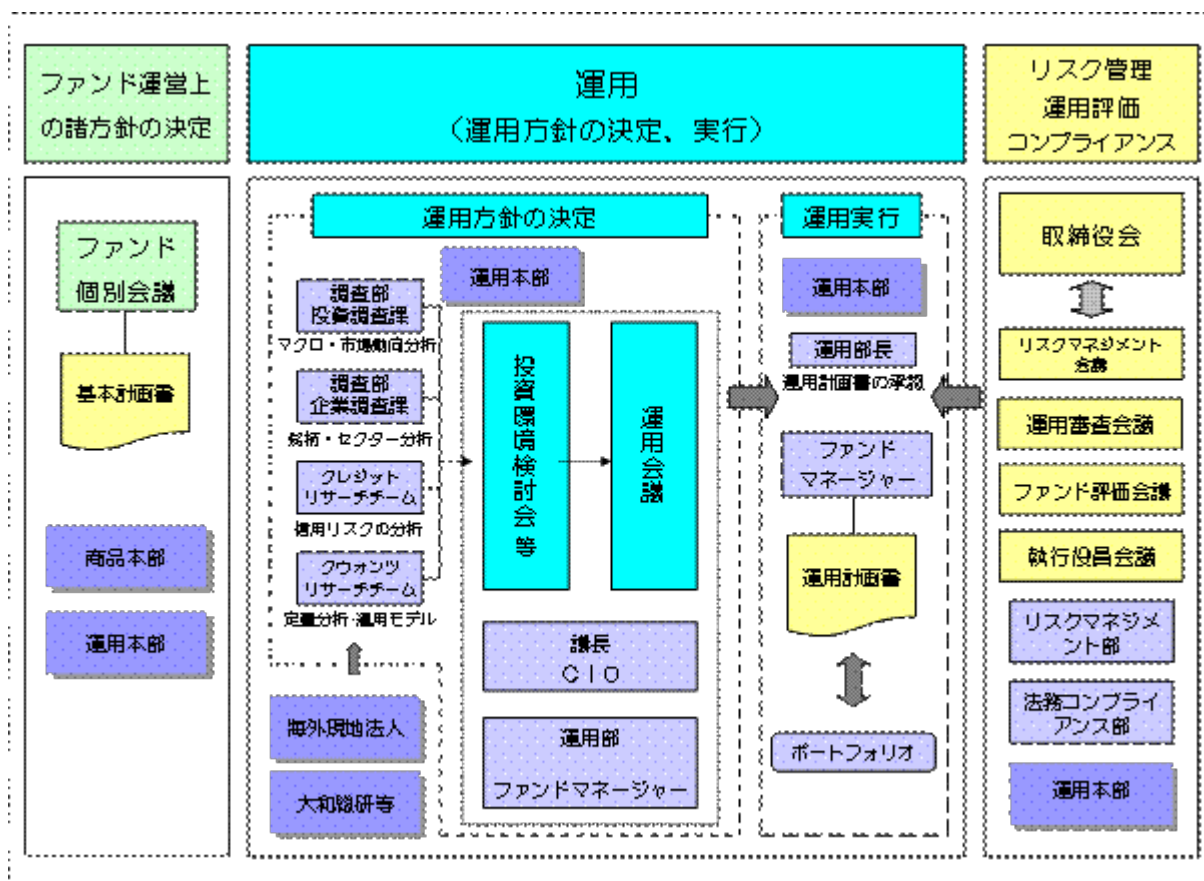 ファンド運営上
の諸方針の決定
運用
（運用方針の決定、実行）
リスク管理
運用評価
コンプライアンス
ファンド
個別会議
基本計画書
商品本部
運用本部
運用方針の決定
運用本部
調査部
投資調査課
マクロ・市場動向分析
調査部
企業調査課
銘柄・セクター分析
クレジット
リサーチチーム
信用リスクの分析
クウォンツ
リサーチチーム
定量分析・運用モデル
海外現地法人
大和総研等
投資環境検討会等
運用会議
議長
ＣＩＯ
運用部
ファンドマネージャー
運用実行
運用本部
運用部長
運用計画書の承認
ファンド
マネージャー
運用計画書
ポートフォリオ
取締役会
リスクマネジメント
会議
運用審査会議
ファンド評価会議
執行役員会議
リスクマネジメ
ント部
法務コンプライ
アンス部
運用本部